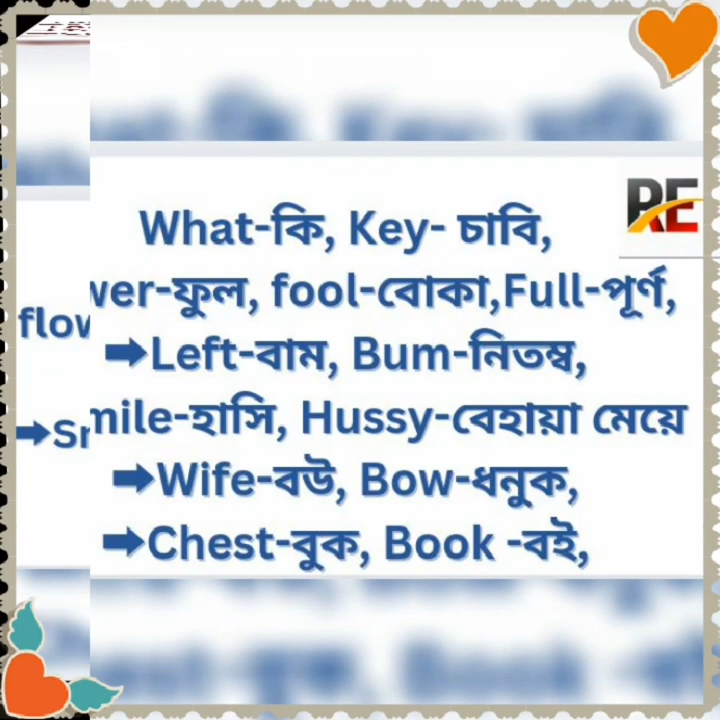 What-কি, Key- চাবি,
flower-ফুল, fool-বোকা,Full-পূর্ণ,
➡Left-বাম, Bum-নিতম্ব,
➡Smile-হাসি, Hussy-বেহায়া মেয়ে
➡Wife-বউ, Bow-ধনুক,
➡Chest-বুক, Book -বই,
RE